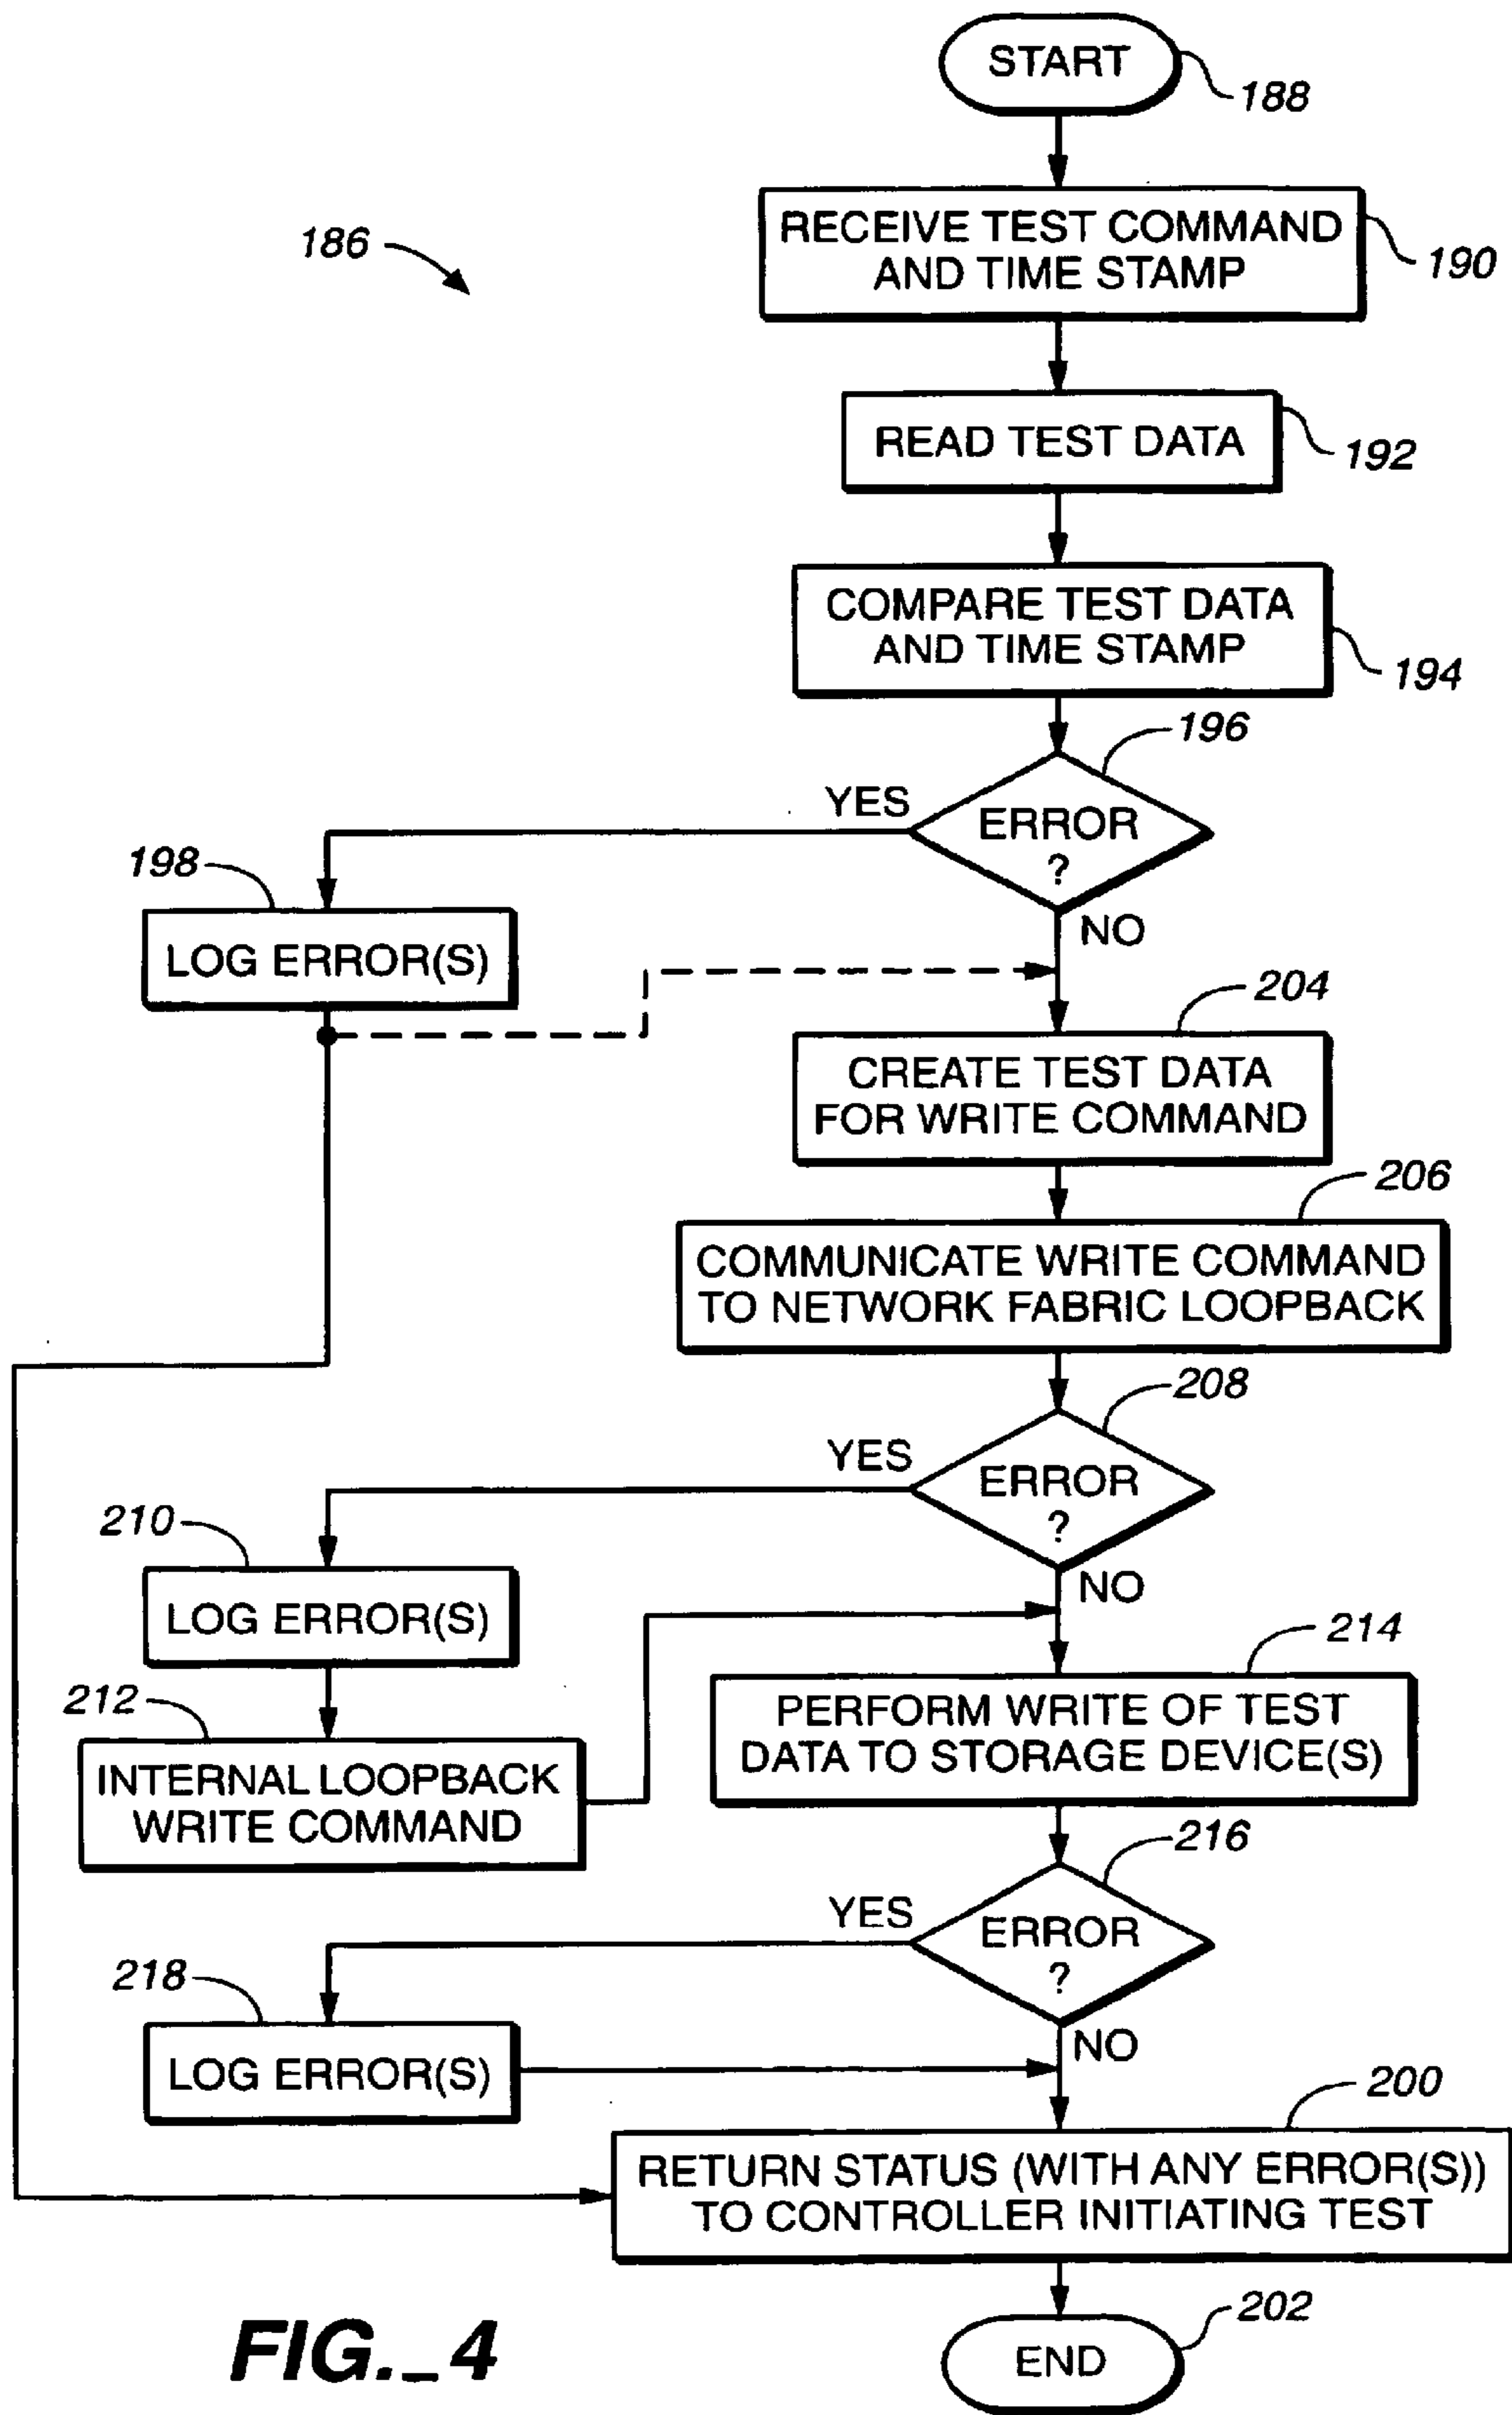 START
188
186
RECEIVE TEST COMMAND
AND TIME STAMP
190
READ TEST DATA
192
COMPARE TEST DATA
AND TIME STAMP
194
196
YES
ERROR
?
198
NO
LOG ERROR(S)
204
CREATE TEST DATA
FOR WRITE COMMAND
206
COMMUNICATE WRITE COMMAND
TO NETWORK FABRIC LOOPBACK
208
YES
ERROR
?
210
NO
LOG ERROR(S)
214
212
PERFORM WRITE OF TEST
DATA TO STORAGE DEVICE(S)
INTERNAL LOOPBACK
WRITE COMMAND
216
YES
ERROR
?
218
NO
LOG ERROR(S)
200
RETURN STATUS (WITH ANY ERROR(S))
TO CONTROLLER INITIATING TEST
202
END
FIG._4